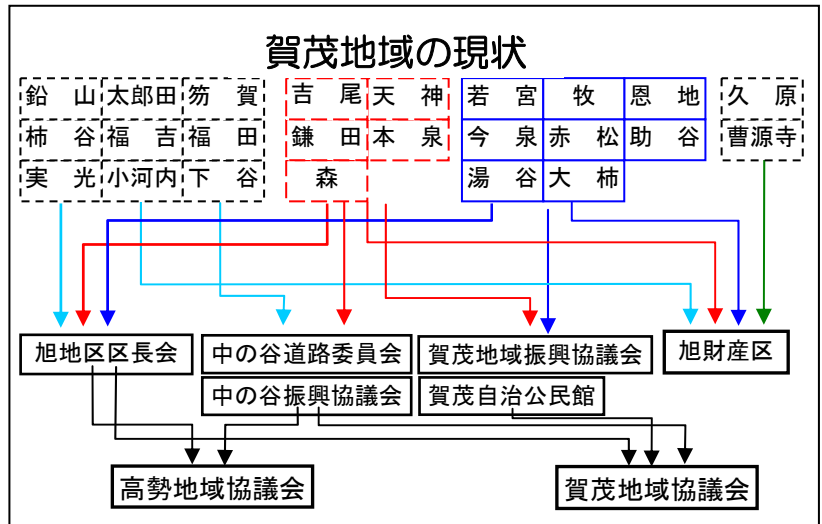 賀茂地域の現状
鉛山 太郎田 笏賀 吉尾 天神 若宮 牧 恩地 久原
柿谷 福吉 福田 鎌田 本泉 今泉 赤松 助谷 曹源寺
実光 小河内 下谷 森 湯谷 大柿
旭地区区長会 中の谷道路委員会 賀茂地域振興協議会 旭財産区
中の谷振興協議会 賀茂自治公民館
高勢地域協議会 賀茂地域協議会